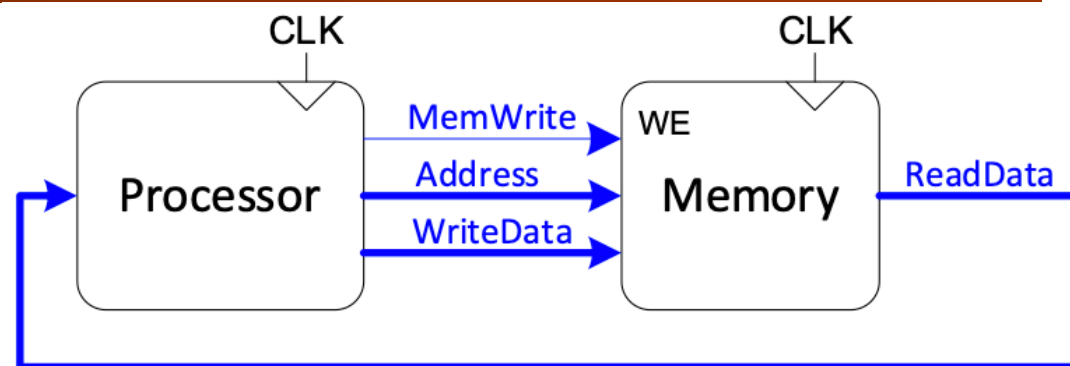 CLK
CLK
MemWrite
WE
Address
Processor
Memory
ReadData
WriteData